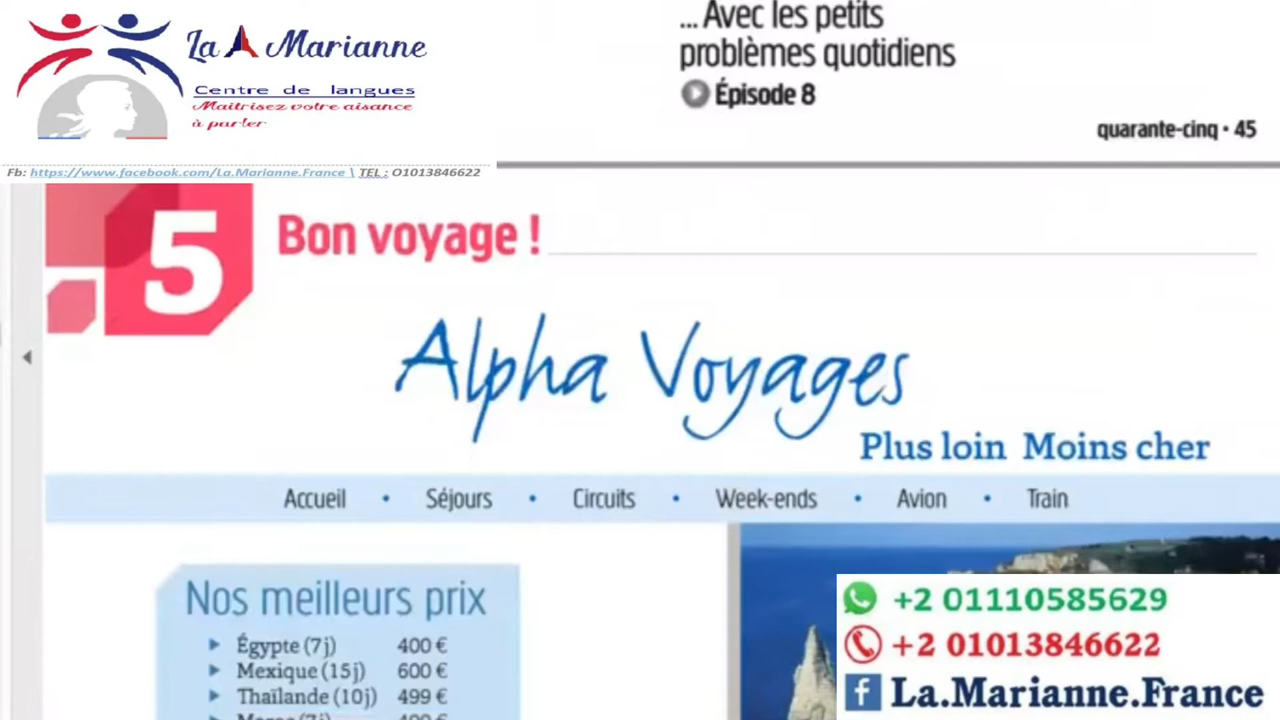 La Marianne
Centre de langues
Maîtrisez votre aisance
à parler
Fb: https://www.facebook.com/La.Marianne.France \ TEL : O1013846622
... Avec les petits
problèmes quotidiens
Épisode 8
quarante-cinq • 45
5
Bon voyage !
Alpha Voyages
Plus loin Moins cher
Accueil • Séjours • Circuits • Week-ends • Avion • Train
Nos meilleurs prix
Égypte (7j) 400 €
Mexique (15j) 600 €
Thaïlande (10j) 499 €
+2 01110585629
+2 01013846622
La.Marianne.France